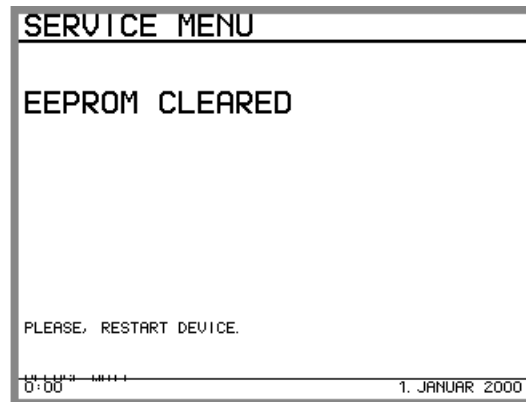 SERVICE MENU
EEPROM CLEARED
PLEASE, RESTART DEVICE.
0:00
1. JANUAR 2000